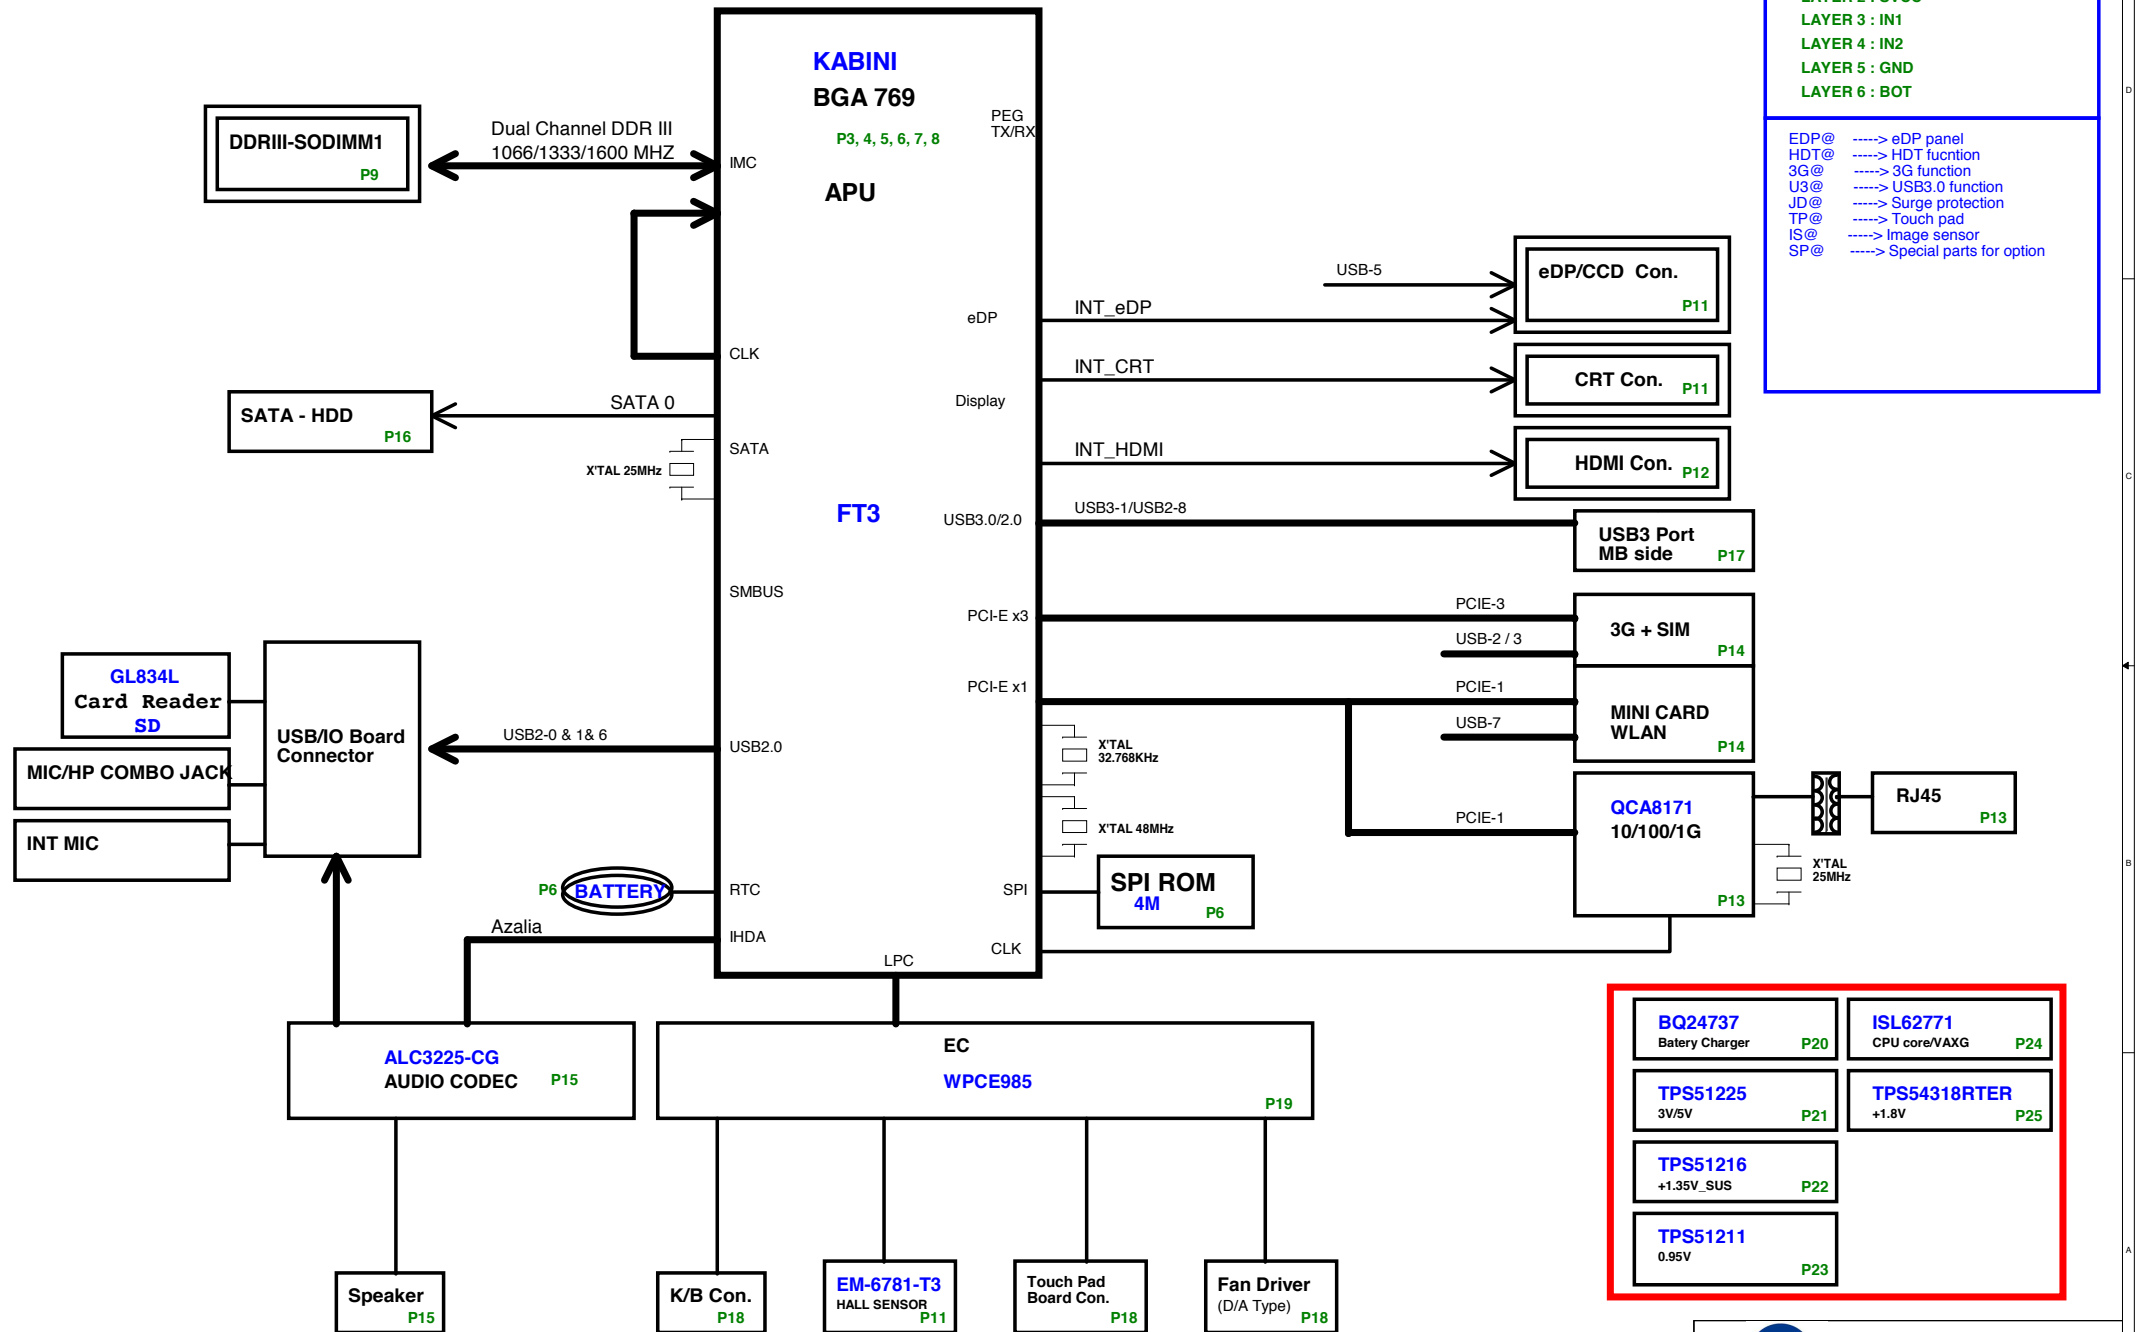 LAYER 3 : IN1
LAYER 4 : IN2
LAYER 5 : GND
LAYER 6 : BOT
EDP@ -----> eDP panel
HDT@ -----> HDT fucntion
3G@ -----> 3G function
U3@ -----> USB3.0 function
JD@ -----> Surge protection
TP@ -----> Touch pad
IS@ -----> Image sensor
SP@ -----> Special parts for option
KABINI
BGA 769
P3, 4, 5, 6, 7, 8
APU
FT3
PEG
TX/RX
IMC
CLK
SATA
SMBUS
USB2.0
RTC
IHDA
LPC
eDP
Display
USB3.0/2.0
PCI-E x3
PCI-E x1
SPI
CLK
DDRIII-SODIMM1
P9
Dual Channel DDR III
1066/1333/1600 MHZ
SATA - HDD
P16
SATA 0
X'TAL 25MHz
GL834L
Card Reader
SD
MIC/HP COMBO JACK
INT MIC
USB/IO Board
Connector
USB2-0 & 1& 6
P6
BATTERY
Azalia
USB-5
INT_eDP
eDP/CCD Con.
P11
INT_CRT
CRT Con.
P11
INT_HDMI
HDMI Con.
P12
USB3-1/USB2-8
USB3 Port
MB side
P17
PCIE-3
USB-2 / 3
3G + SIM
P14
PCIE-1
USB-7
MINI CARD
WLAN
P14
X'TAL
32.768KHz
X'TAL 48MHz
PCIE-1
QCA8171
10/100/1G
P13
RJ45
P13
X'TAL
25MHz
SPI ROM
4M
P6
ALC3225-CG
AUDIO CODEC
P15
EC
WPCE985
P19
Speaker
P15
K/B Con.
P18
EM-6781-T3
HALL SENSOR
P11
Touch Pad
Board Con.
P18
Fan Driver
(D/A Type)
P18
BQ24737
Batery Charger
P20
ISL62771
CPU core/VAXG
P24
TPS51225
3V/5V
P21
TPS54318RTER
+1.8V
P25
TPS51216
+1.35V_SUS
P22
TPS51211
0.95V
P23
D
C
B
A